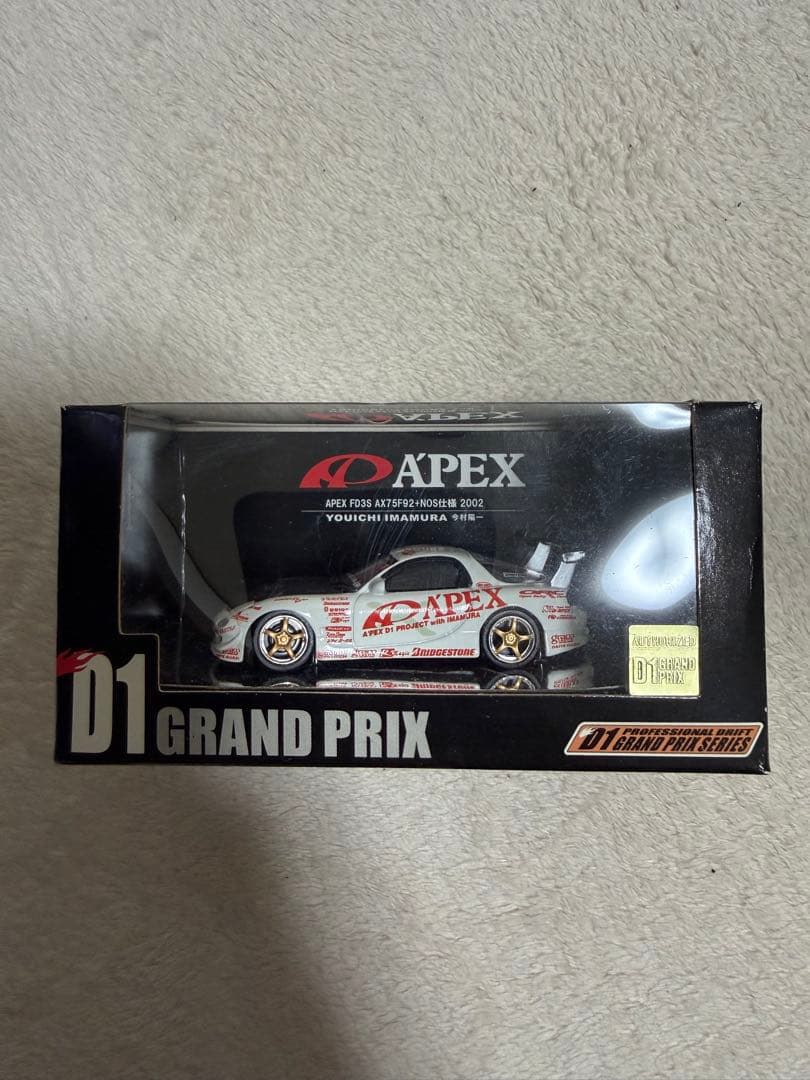 A'PEX
APEX FD3S AX75F92+NOS仕様 2002
YOUICHI IMAMURA 今村陽一
A'PEX
A'PEX D1 PROJECT with IMAMURA
BRIDGESTONE
AUTHORIZED
D1 GRAND
PRIX
D1 GRAND PRIX
PROFESSIONAL DRIFT
D1 GRAND PRIX SERIES